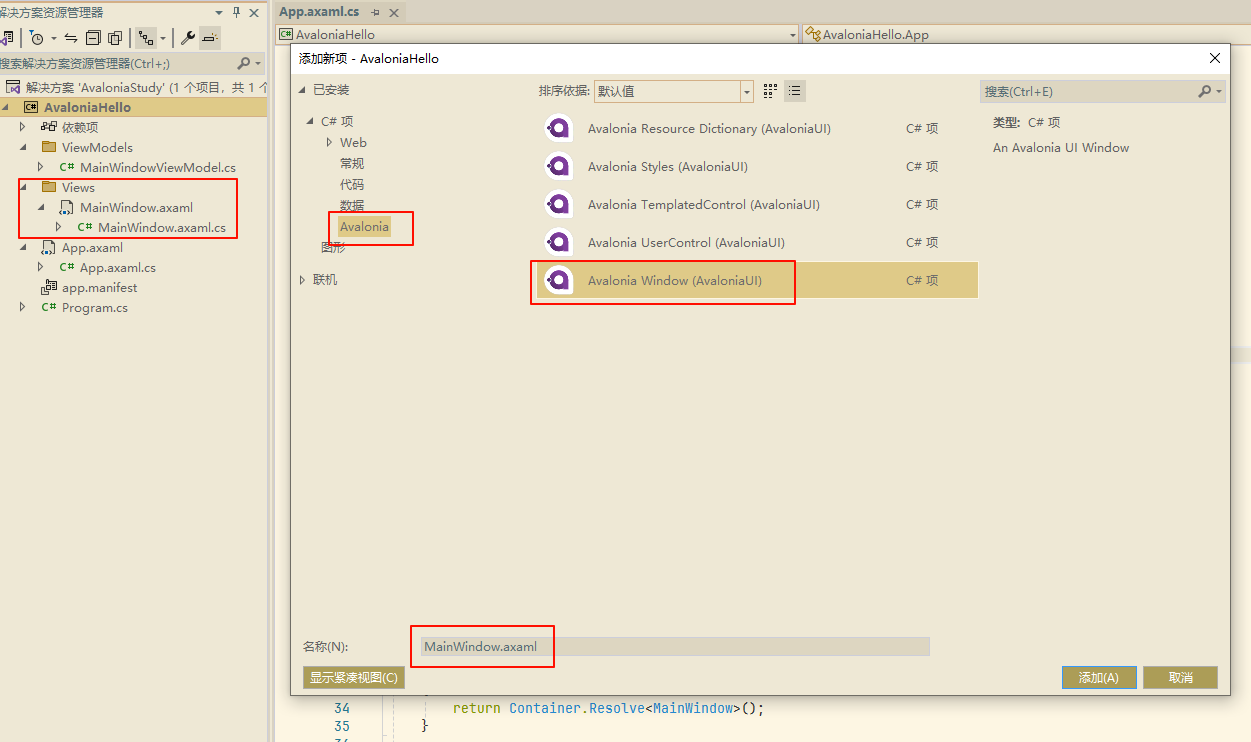 解决方案资源管理器
搜索解决方案资源管理器(Ctrl+;)
解决方案 'AvaloniaStudy' (1 个项目，共 1 个
AvaloniaHello
依赖项
ViewModels
MainWindowViewModel.cs
Views
MainWindow.axaml
C# MainWindow.axaml.cs
App.axaml
C# App.axaml.cs
app.manifest
C# Program.cs
App.axaml.cs
AvaloniaHello
AvaloniaHello.App
添加新项 - AvaloniaHello
已安装
C# 项
Web
常规
代码
数据
Avalonia
图形
联机
排序依据: 默认值
Avalonia Resource Dictionary (AvaloniaUI) C# 项
Avalonia Styles (AvaloniaUI) C# 项
Avalonia TemplatedControl (AvaloniaUI) C# 项
Avalonia UserControl (AvaloniaUI) C# 项
Avalonia Window (AvaloniaUI) C# 项
搜索(Ctrl+E)
类型: C# 项
An Avalonia UI Window
名称(N): MainWindow.axaml
显示紧凑视图(C)
添加(A)
取消
34 return Container.Resolve<MainWindow>();
35 }